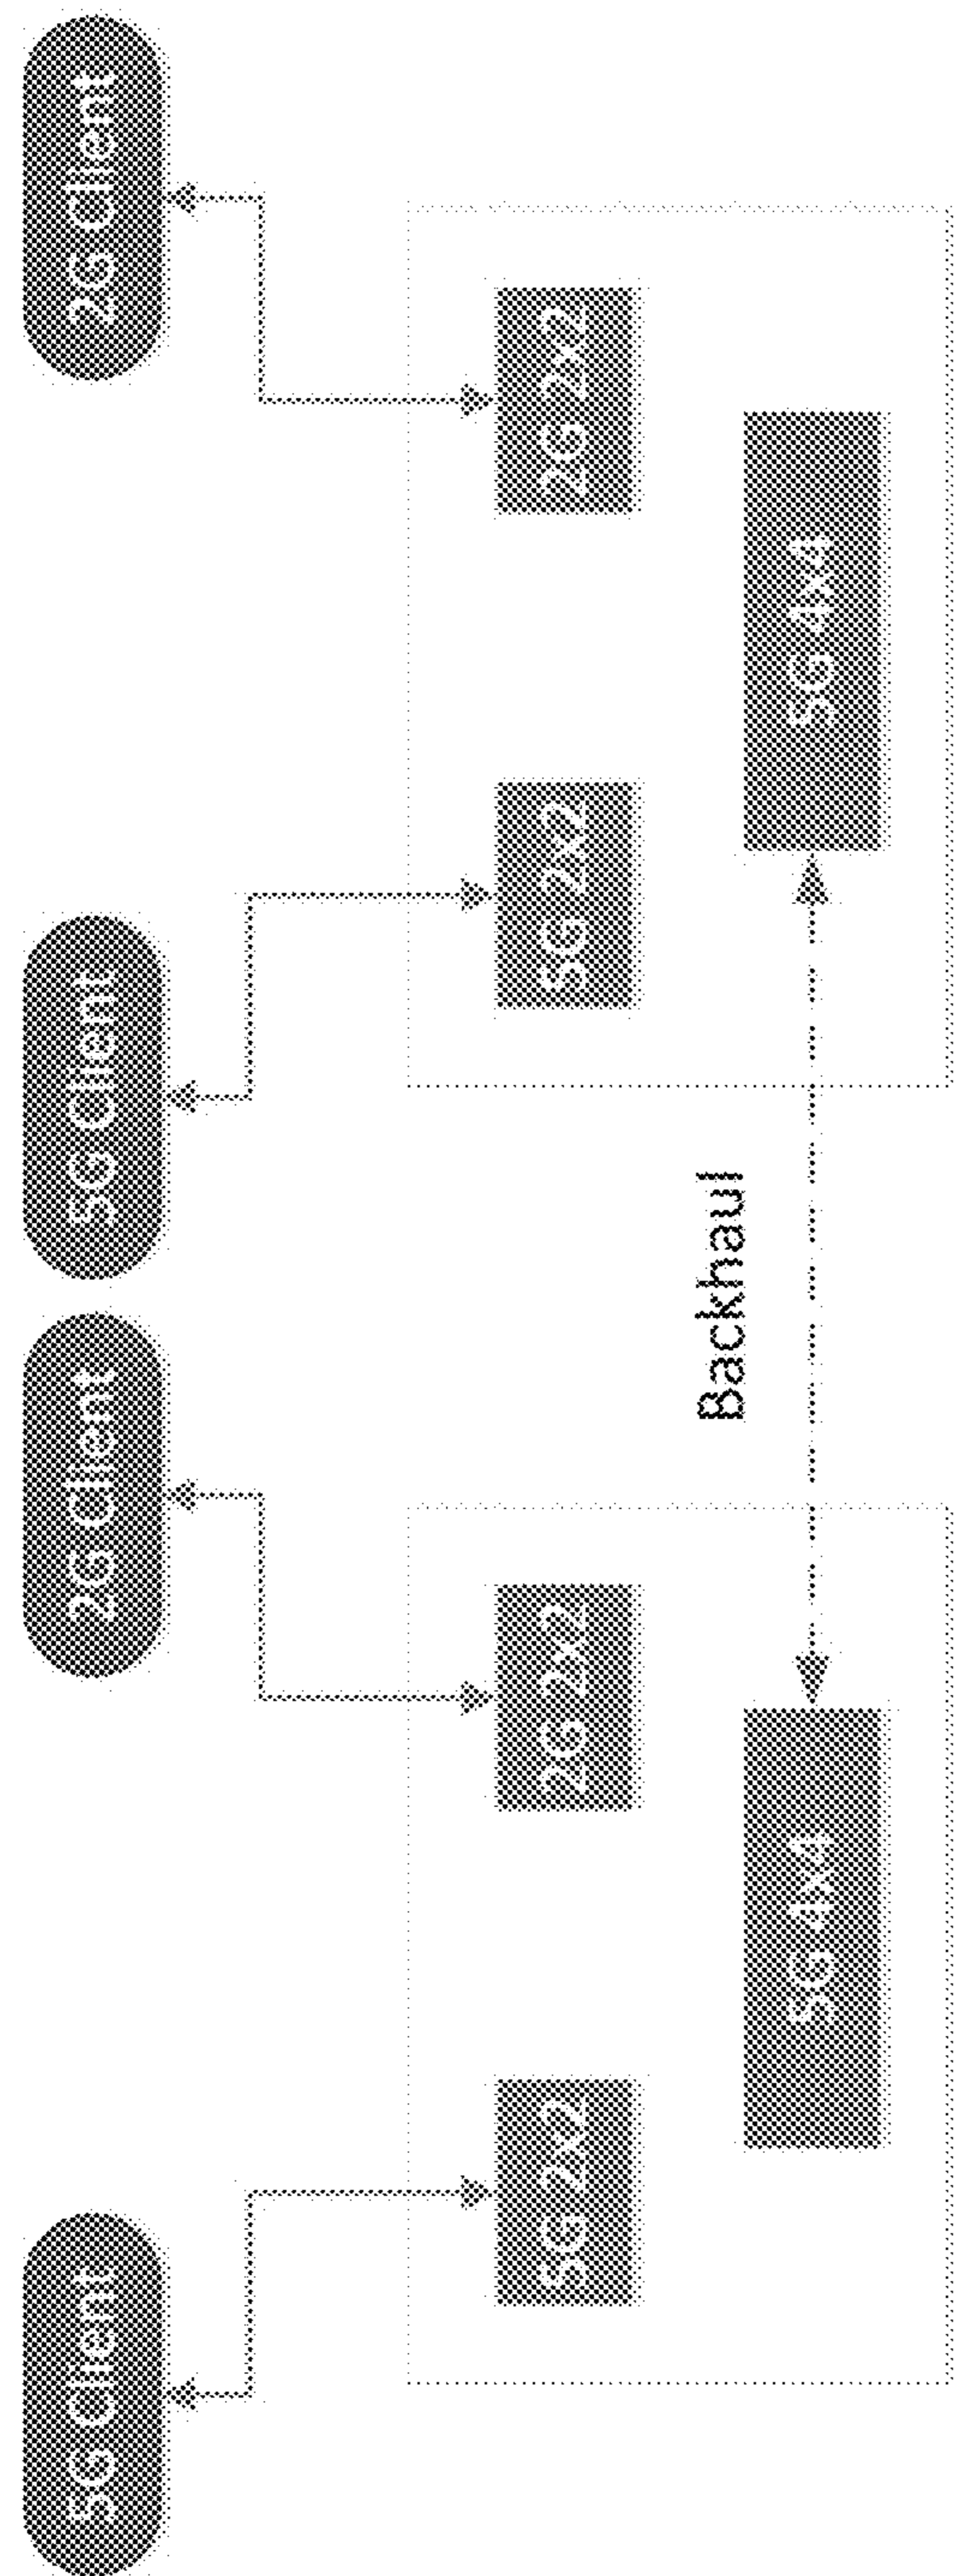 5G Client
2G Client
5G Client
2G Client
5G 2x2
2G 2x2
5G 2x2
2G 2x2
Backhaul
5G 4x4
5G 4x4